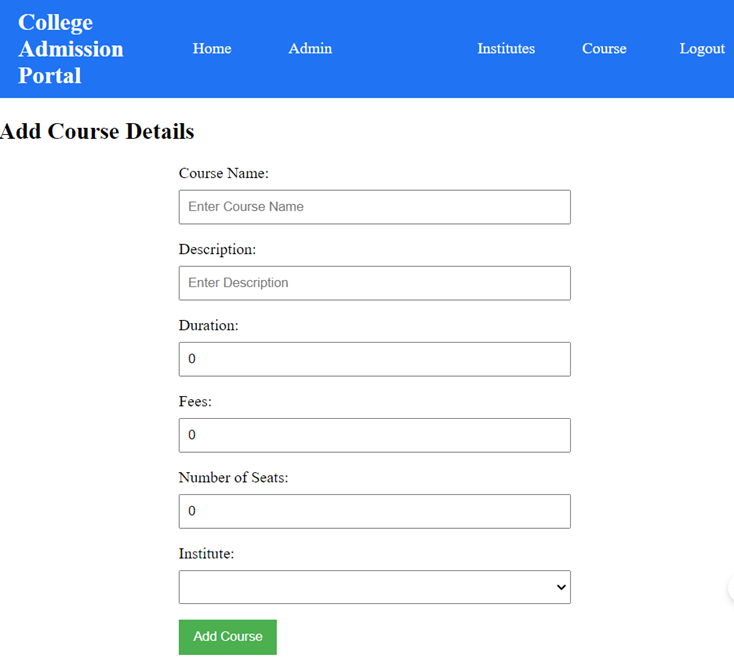 College
Admission
Portal
Home
Admin
Institutes
Course
Logout
Add Course Details
Course Name:
Enter Course Name
Description:
Enter Description
Duration:
0
Fees:
0
Number of Seats:
0
Institute:
Add Course